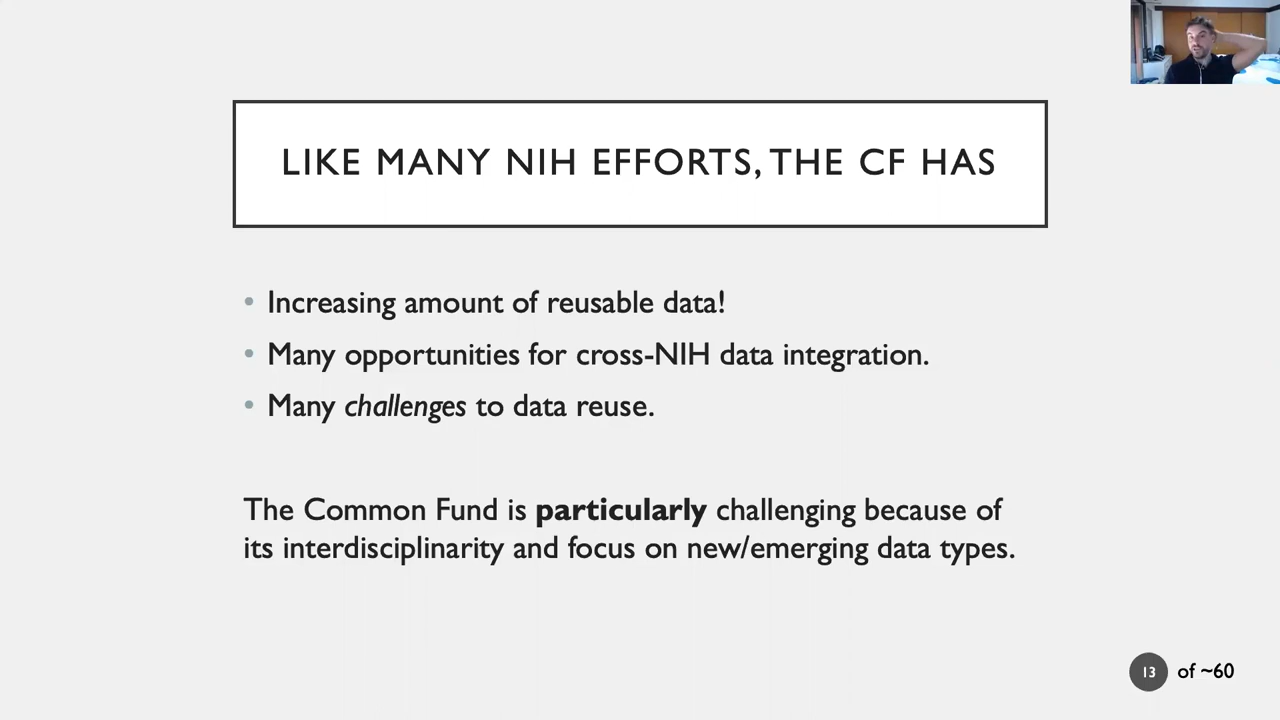 LIKE MANY NIH EFFORTS, THE CF HAS
• Increasing amount of reusable data!
• Many opportunities for cross-NIH data integration.
• Many challenges to data reuse.
The Common Fund is particularly challenging because of
its interdisciplinarity and focus on new/emerging data types.
13 of ~60